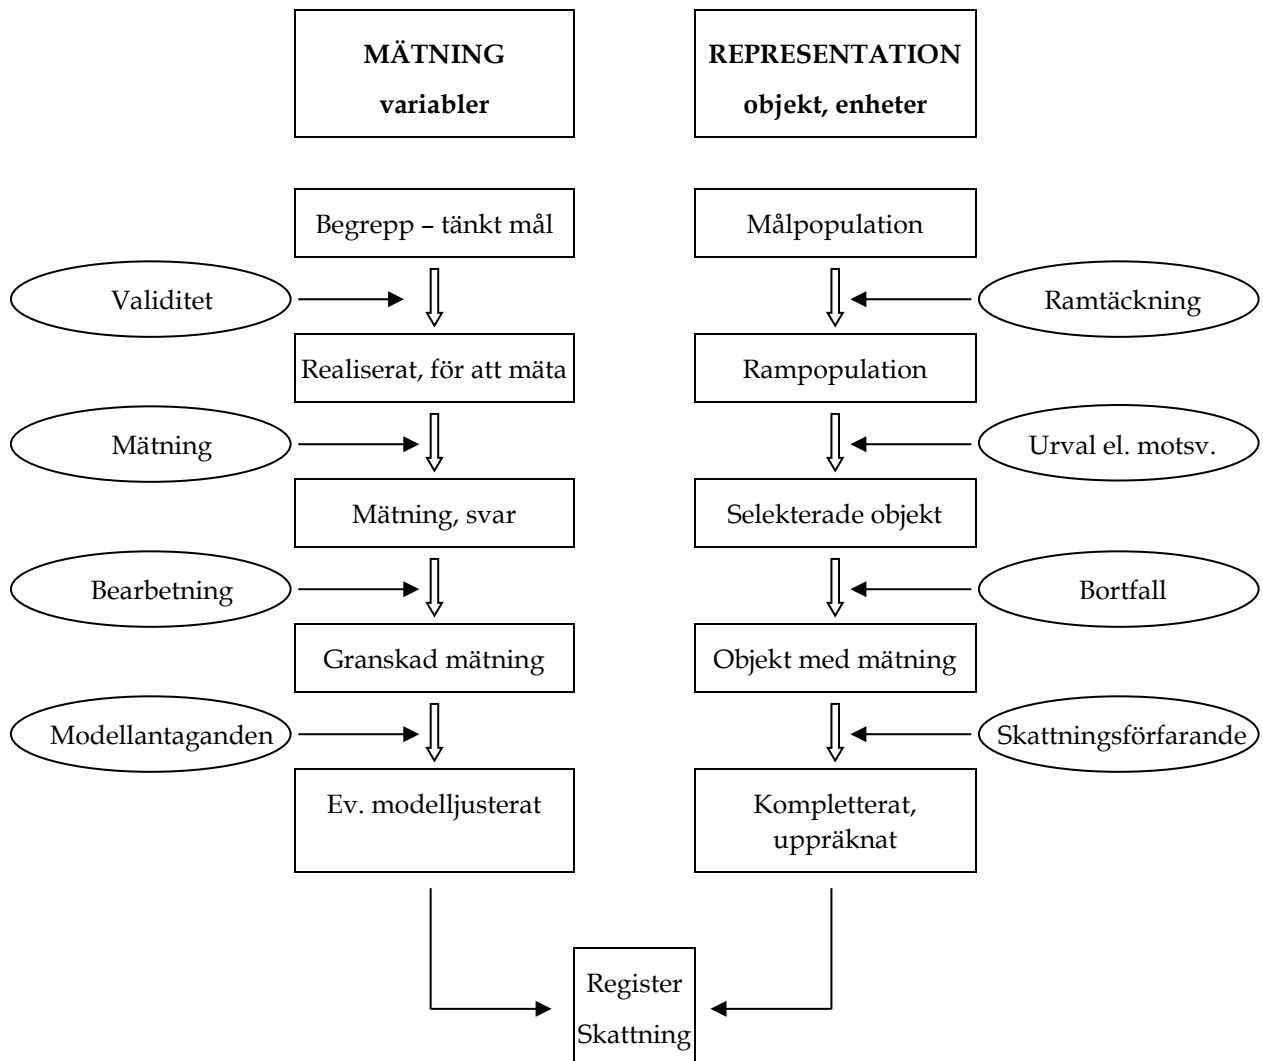 MÄTNING
variabler
REPRESENTATION
objekt, enheter
Begrepp – tänkt mål
Målpopulation
Validitet
Ramtäckning
Realiserat, för att mäta
Rampopulation
Mätning
Urval el. motsv.
Mätning, svar
Selekterade objekt
Bearbetning
Bortfall
Granskad mätning
Objekt med mätning
Modellantaganden
Skattningsförfarande
Ev. modelljusterat
Kompletterat,
uppräknat
Register
Skattning